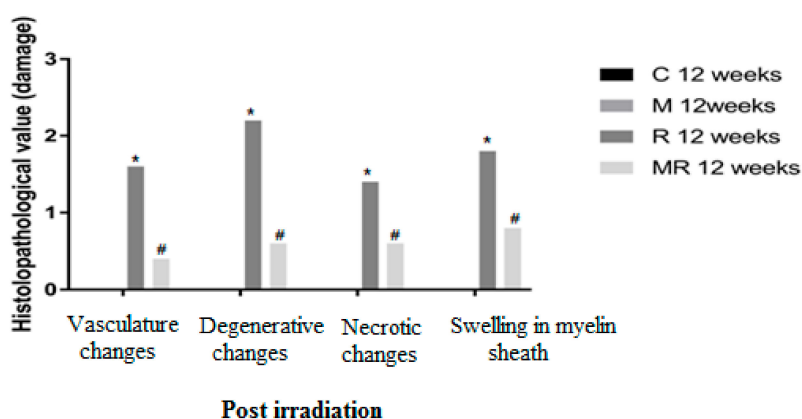 Histolopathological value (damage)
3
2
1
0
*
#
*
#
*
#
*
#
Vasculature
changes
Degenerative
changes
Necrotic
changes
Swelling in myelin
sheath
Post irradiation
C 12 weeks
M 12weeks
R 12 weeks
MR 12 weeks